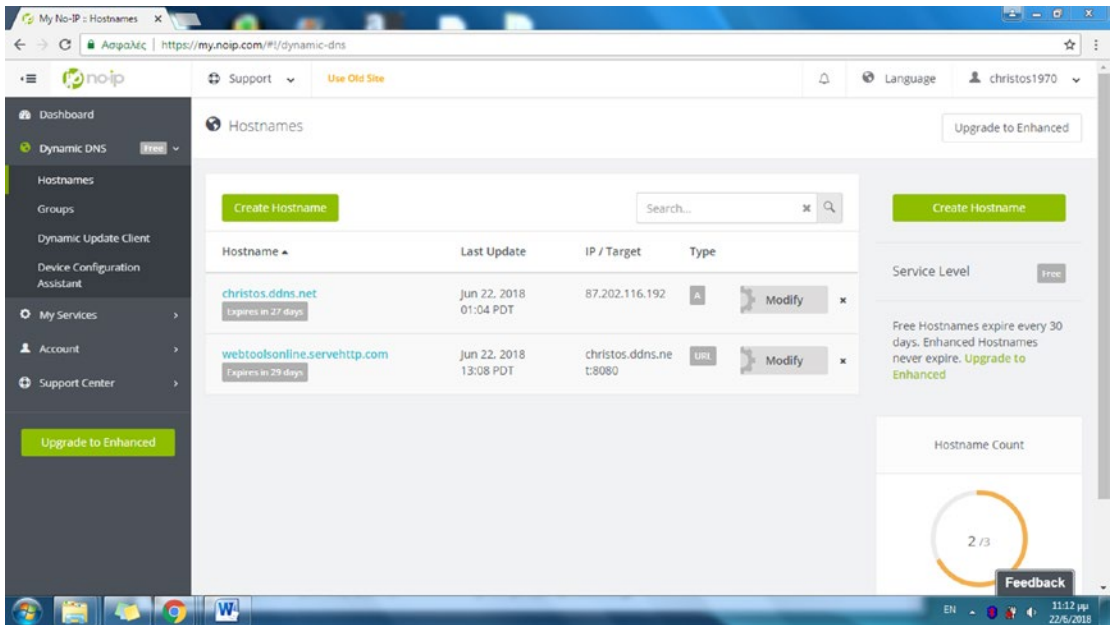 My No-IP :: Hostnames
Ασφαλές | https://my.noip.com/#!/dynamic-dns
no-ip
Support
Use Old Site
Language
christos1970
Dashboard
Dynamic DNS Free
Hostnames
Groups
Dynamic Update Client
Device Configuration
Assistant
My Services
Account
Support Center
Upgrade to Enhanced
Hostnames
Upgrade to Enhanced
Create Hostname
Search...
Hostname Last Update IP / Target Type
christos.ddns.net Jun 22, 2018 87.202.116.192 A Modify
Expires in 27 days 01:04 PDT
webtoolsonline.servehttp.com Jun 22, 2018 christos.ddns.ne URL Modify
Expires in 29 days 13:08 PDT t:8080
Create Hostname
Service Level Free
Free Hostnames expire every 30
days. Enhanced Hostnames
never expire. Upgrade to
Enhanced
Hostname Count
2 /3
Feedback
W
EN
11:12 μμ
22/6/2018